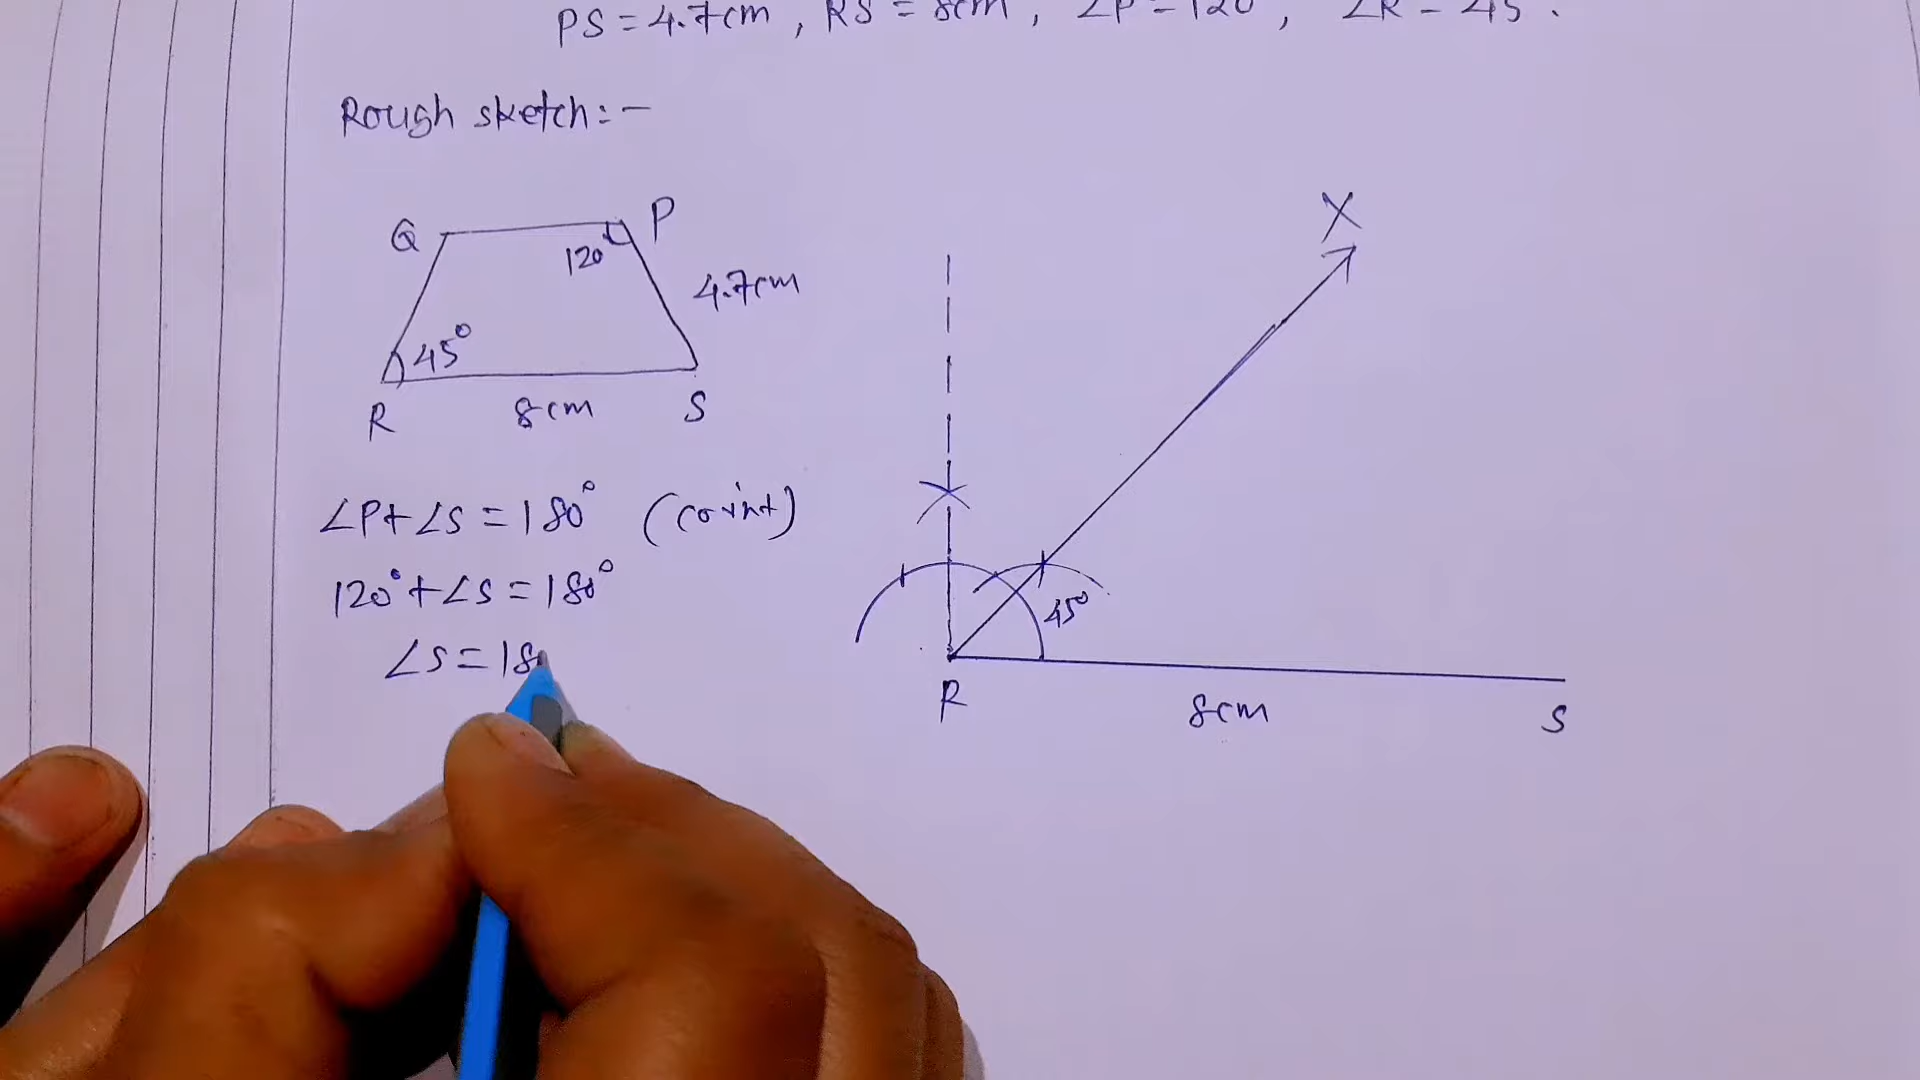 PS = 4.7cm , RS = 8cm , ∠P = 120 , ∠R = 45 .
Rough sketch:-
Q
P
120°
4.7cm
45°
R
8cm
S
∠P+∠S = 180° (co-int)
120°+∠S = 180°
∠S = 18
X
45°
R
8cm
S